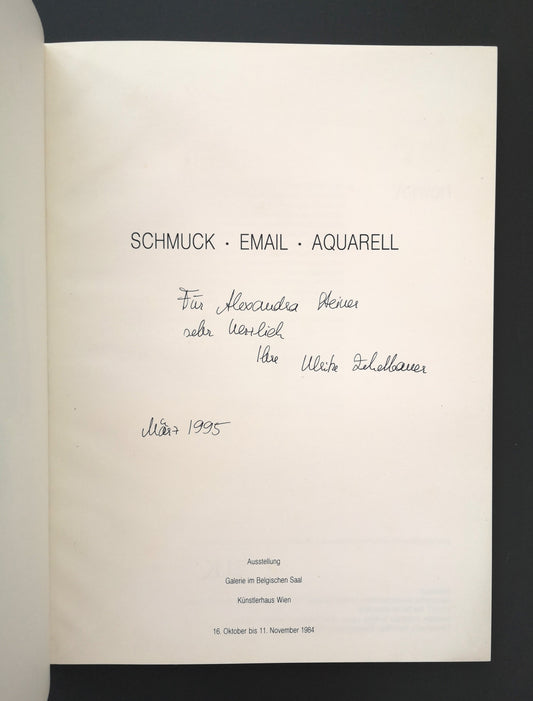 SCHMUCK · EMAIL · AQUARELL
Für Alexandra Steiner
sehr herzlich
Ihre Ulrike Zehetbauer
März 1995
Ausstellung
Galerie im Belgischen Saal
Künstlerhaus Wien
16. Oktober bis 11. November 1984